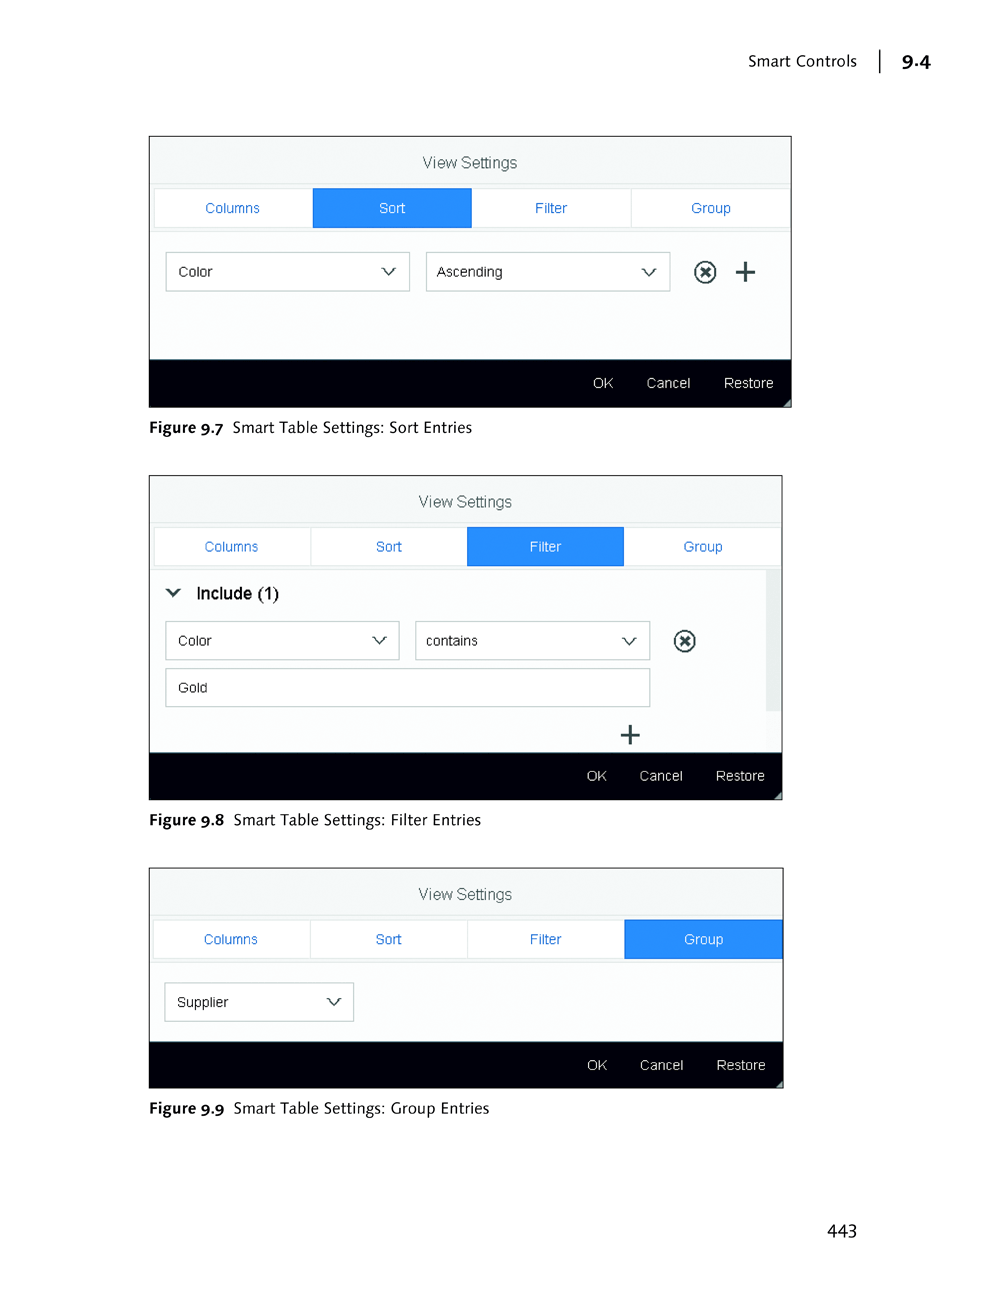 Smart Controls 9.4
View Settings
Columns Sort Filter Group
Color Ascending
OK Cancel Restore
Figure 9.7 Smart Table Settings: Sort Entries
View Settings
Columns Sort Filter Group
Include (1)
Color contains
Gold
OK Cancel Restore
Figure 9.8 Smart Table Settings: Filter Entries
View Settings
Columns Sort Filter Group
Supplier
OK Cancel Restore
Figure 9.9 Smart Table Settings: Group Entries
443